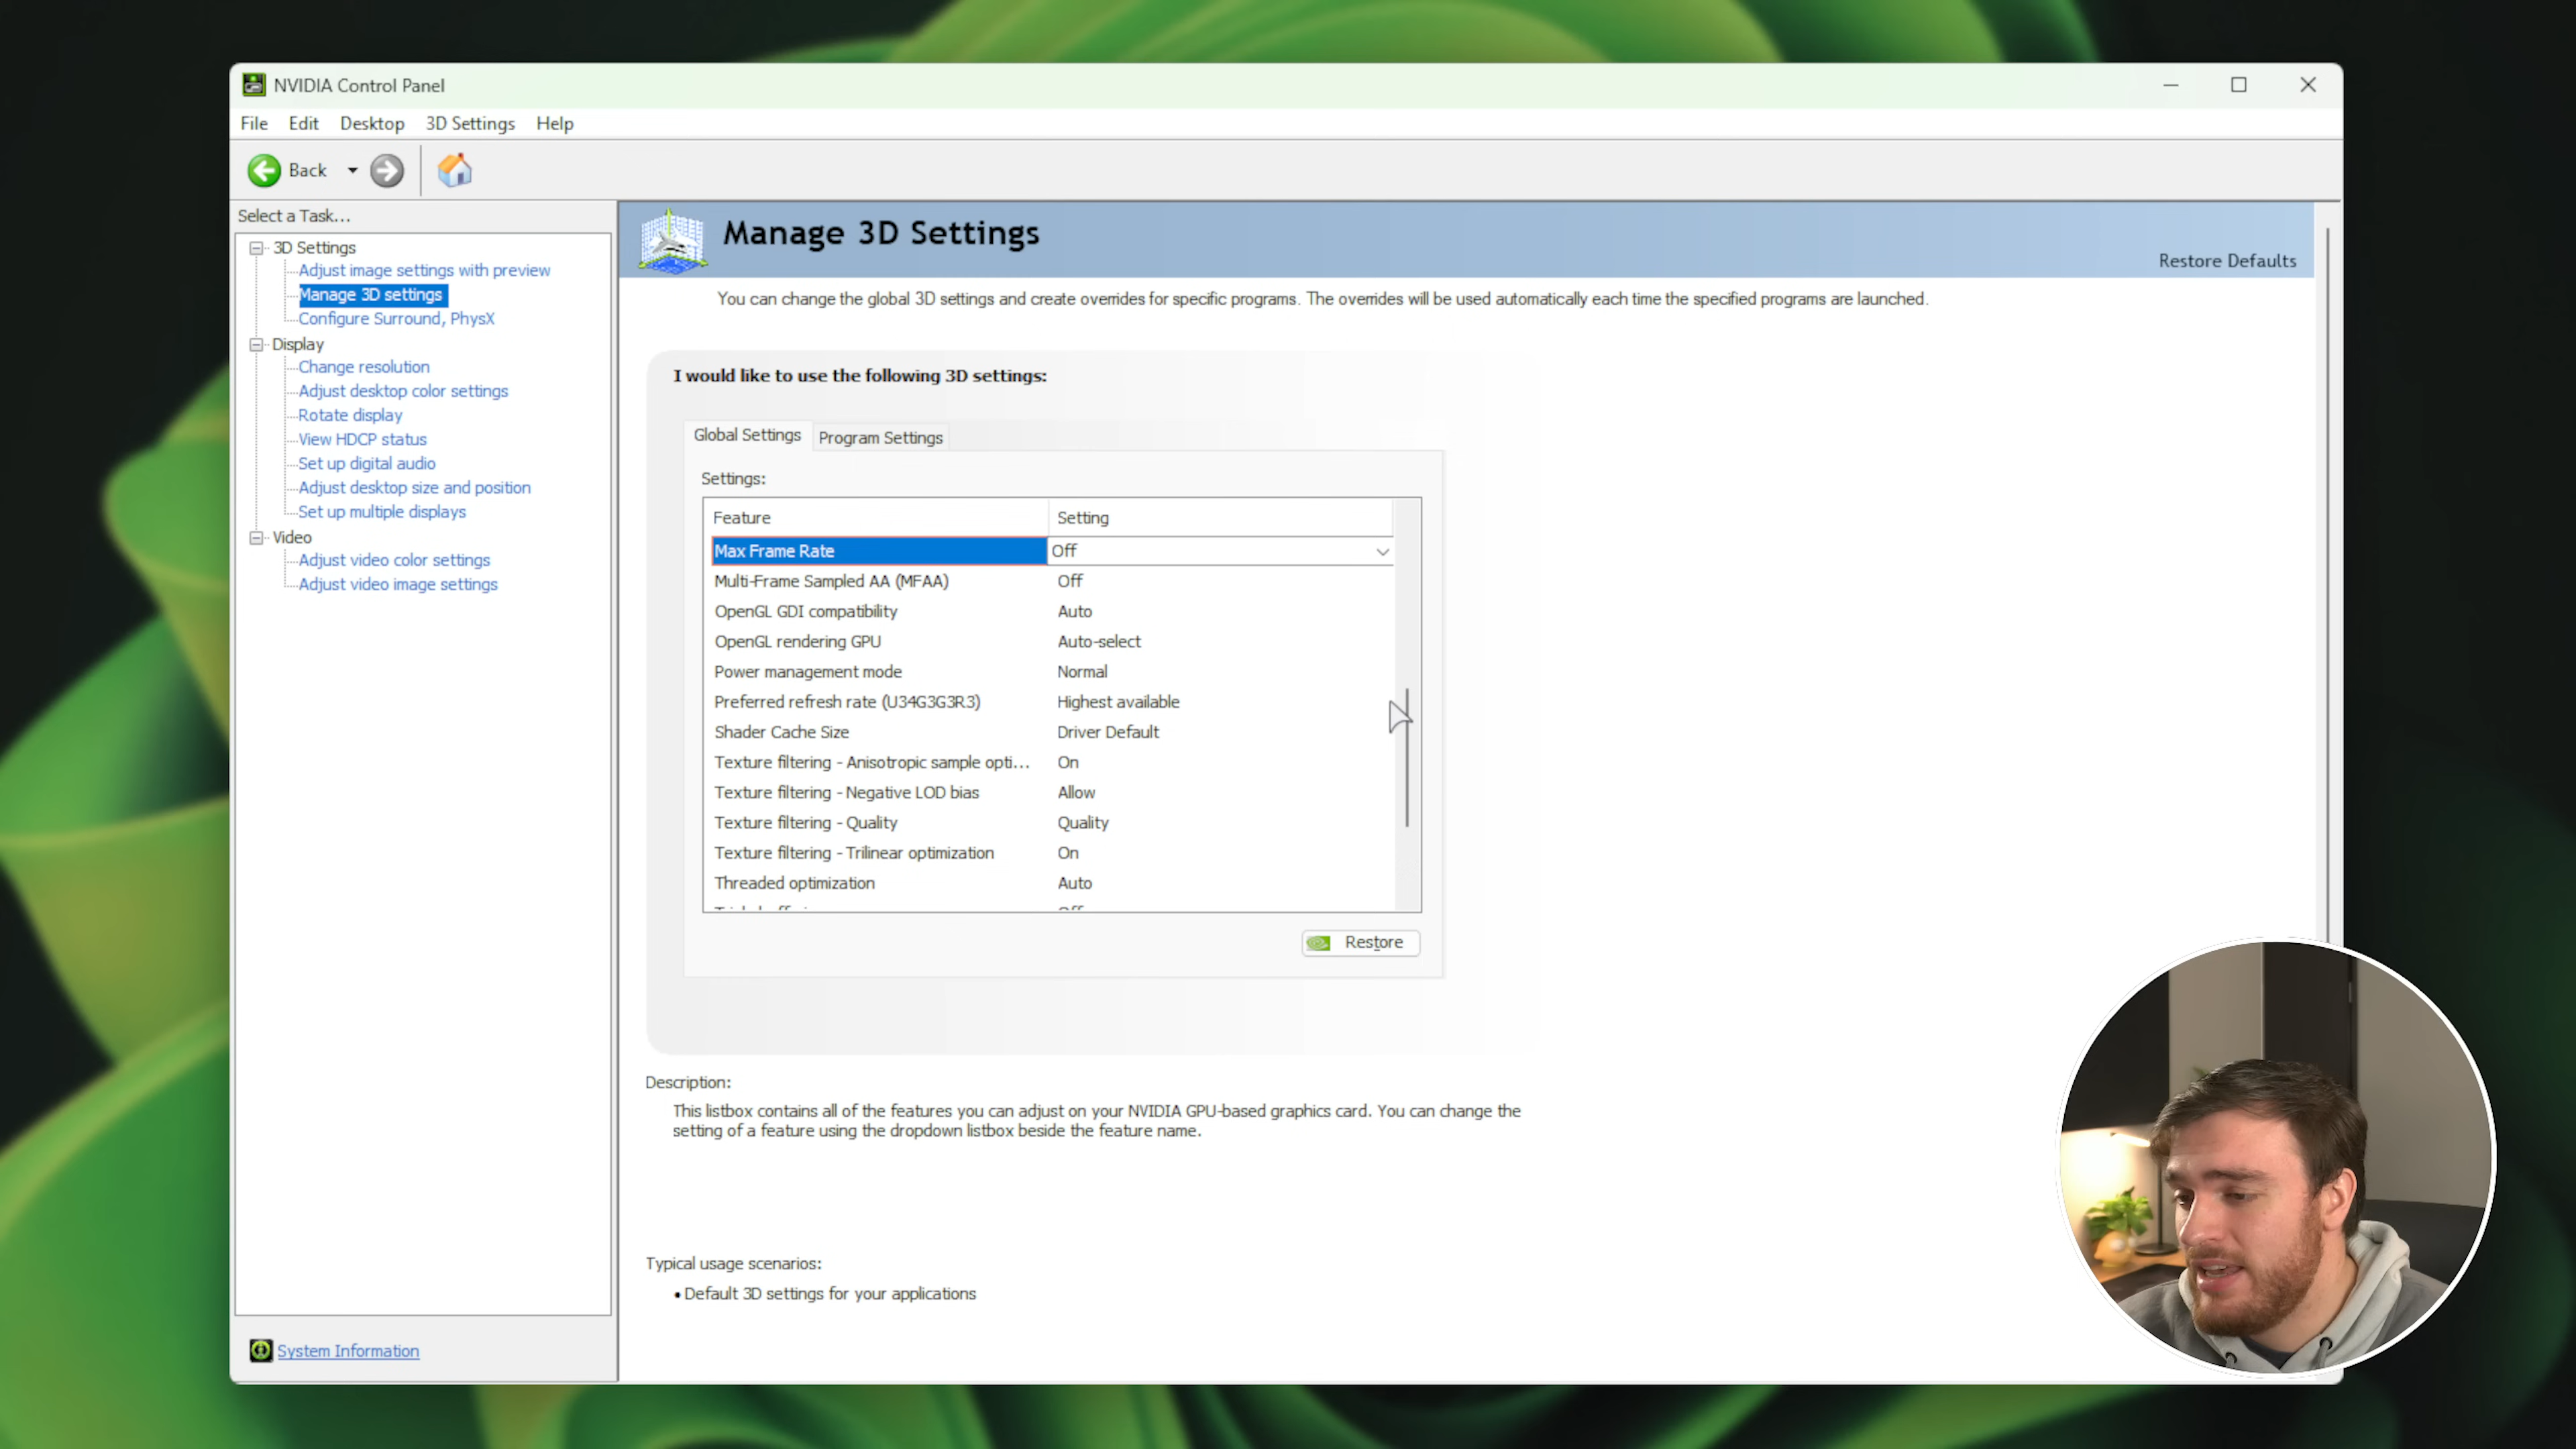 NVIDIA Control Panel
File Edit Desktop 3D Settings Help
Back
Select a Task...
3D Settings
Adjust image settings with preview
Manage 3D settings
Configure Surround, PhysX
Display
Change resolution
Adjust desktop color settings
Rotate display
View HDCP status
Set up digital audio
Adjust desktop size and position
Set up multiple displays
Video
Adjust video color settings
Adjust video image settings
System Information
Manage 3D Settings
Restore Defaults
You can change the global 3D settings and create overrides for specific programs. The overrides will be used automatically each time the specified programs are launched.
I would like to use the following 3D settings:
Global Settings Program Settings
Settings:
Feature Setting
Max Frame Rate Off
Multi-Frame Sampled AA (MFAA) Off
OpenGL GDI compatibility Auto
OpenGL rendering GPU Auto-select
Power management mode Normal
Preferred refresh rate (U34G3G3R3) Highest available
Shader Cache Size Driver Default
Texture filtering - Anisotropic sample opti... On
Texture filtering - Negative LOD bias Allow
Texture filtering - Quality Quality
Texture filtering - Trilinear optimization On
Threaded optimization Auto
Restore
Description:
This listbox contains all of the features you can adjust on your NVIDIA GPU-based graphics card. You can change the
setting of a feature using the dropdown listbox beside the feature name.
Typical usage scenarios:
• Default 3D settings for your applications